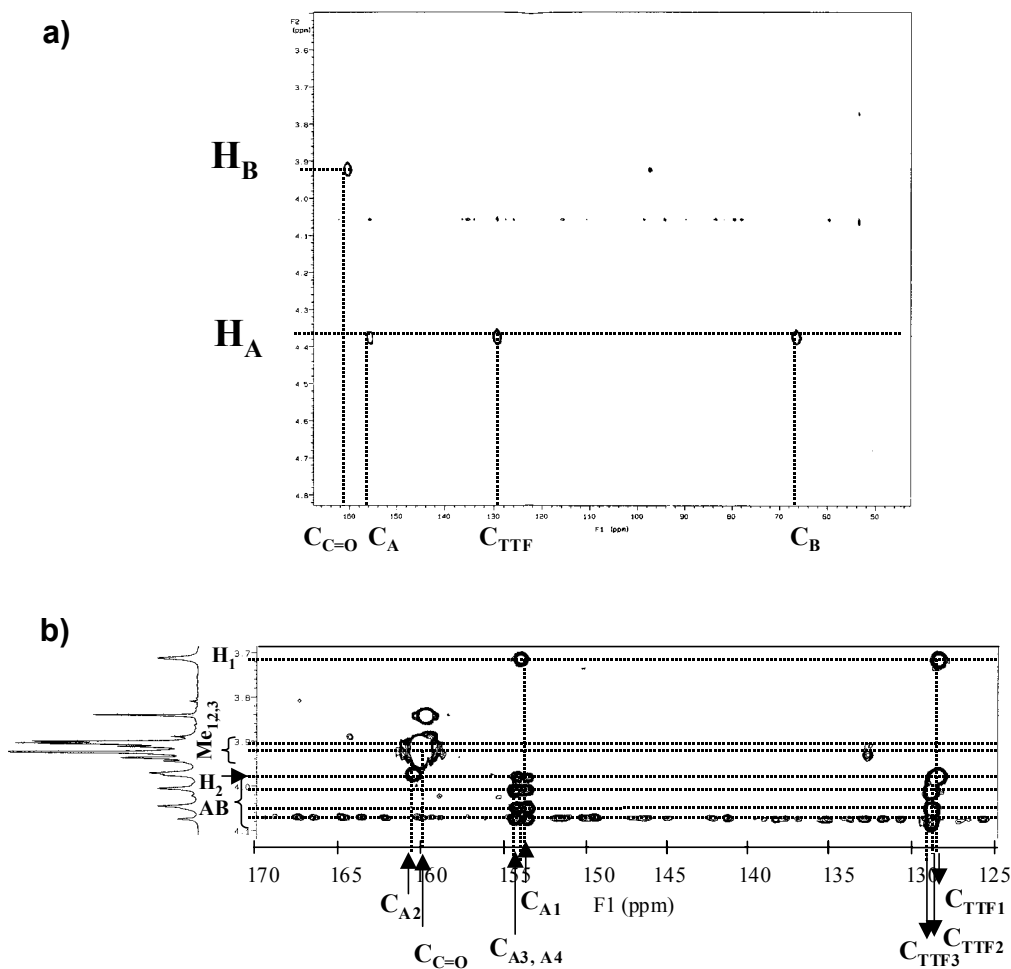 a)
F2
(ppm)
3.6
3.7
3.8
3.9
4.0
4.1
4.2
4.3
4.4
4.5
4.6
4.7
4.8
H_B
H_A
160 150 140 130 120 110 100 90 80 70 60 50
F1 (ppm)
C_C=O C_A C_TTF C_B
b)
H_1
Me_1,2,3
H_2
AB
3.7
3.8
3.9
4.0
4.1
170 165 160 155 150 145 140 135 130 125
F1 (ppm)
C_A2
C_C=O
C_A3, A4
C_A1
C_TTF1
C_TTF2
C_TTF3